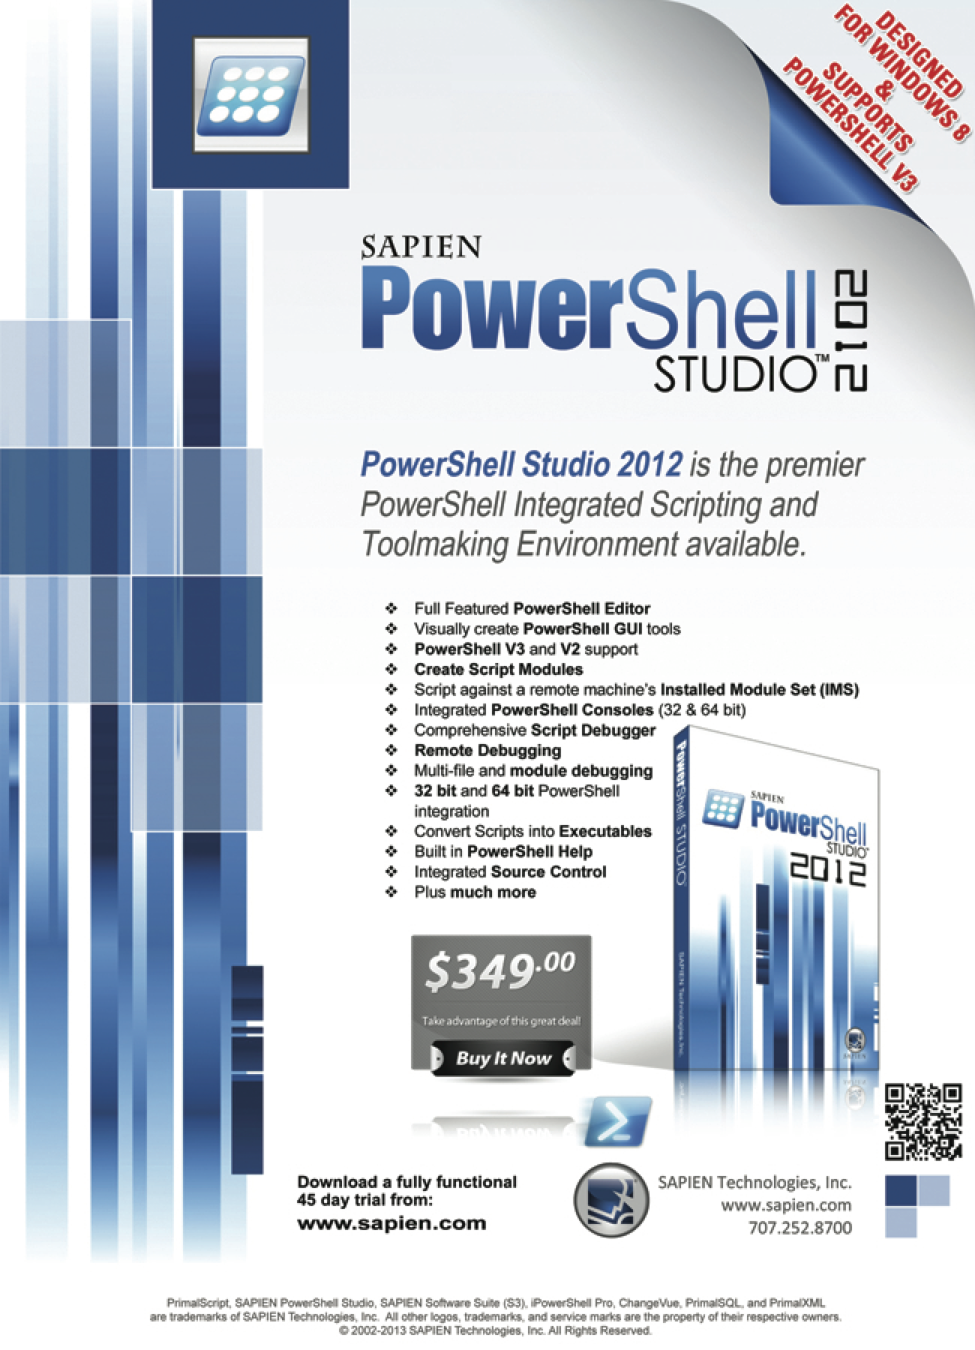 DESIGNED
FOR WINDOWS 8
&
SUPPORTS
POWERSHELL V3
SAPIEN
PowerShell
STUDIO™
2012
PowerShell Studio 2012 is the premier
PowerShell Integrated Scripting and
Toolmaking Environment available.
❖ Full Featured PowerShell Editor
❖ Visually create PowerShell GUI tools
❖ PowerShell V3 and V2 support
❖ Create Script Modules
❖ Script against a remote machine's Installed Module Set (IMS)
❖ Integrated PowerShell Consoles (32 & 64 bit)
❖ Comprehensive Script Debugger
❖ Remote Debugging
❖ Multi-file and module debugging
❖ 32 bit and 64 bit PowerShell
integration
❖ Convert Scripts into Executables
❖ Built in PowerShell Help
❖ Integrated Source Control
❖ Plus much more
PowerShell STUDIO
SAPIEN Technologies, Inc.
SAPIEN
PowerShell
STUDIO™
2012
SAPIEN
$349.00
Take advantage of this great deal!
Buy It Now
Download a fully functional
45 day trial from:
www.sapien.com
SAPIEN Technologies, Inc.
www.sapien.com
707.252.8700
PrimalScript, SAPIEN PowerShell Studio, SAPIEN Software Suite (S3), iPowerShell Pro, ChangeVue, PrimalSQL, and PrimalXML
are trademarks of SAPIEN Technologies, Inc. All other logos, trademarks, and service marks are the property of their respective owners.
© 2002-2013 SAPIEN Technologies, Inc. All Rights Reserved.